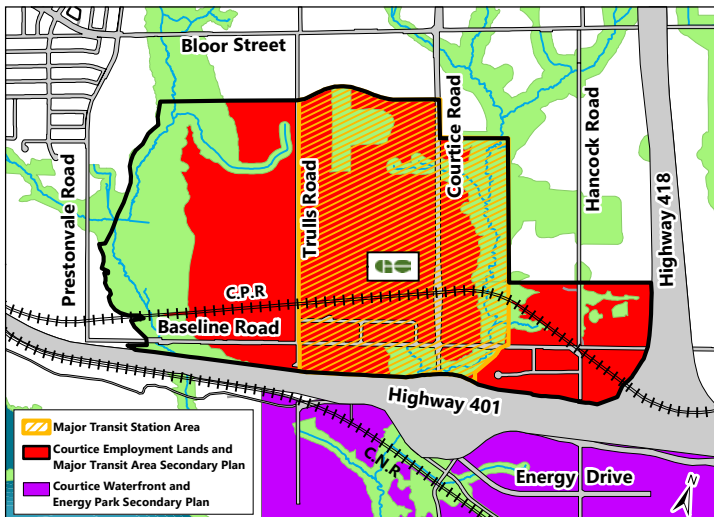 Bloor Street
Prestonvale Road
Trulls Road
Courtice Road
Hancock Road
Highway 418
GO
C.P.R
Baseline Road
Highway 401
C.N.R
Energy Drive
Major Transit Station Area
Courtice Employment Lands and
Major Transit Area Secondary Plan
Courtice Waterfront and
Energy Park Secondary Plan
N